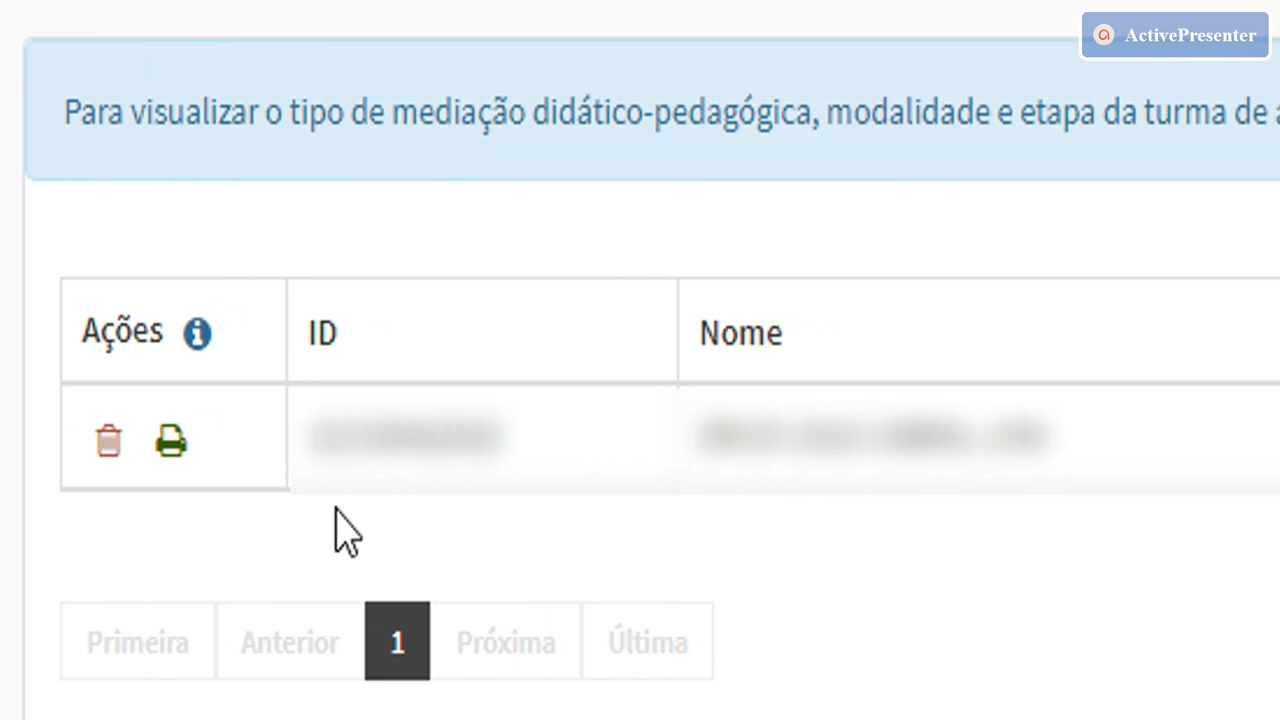 ActivePresenter
Para visualizar o tipo de mediação didático-pedagógica, modalidade e etapa da turma de
Ações
ID
Nome
Primeira
Anterior
1
Próxima
Última